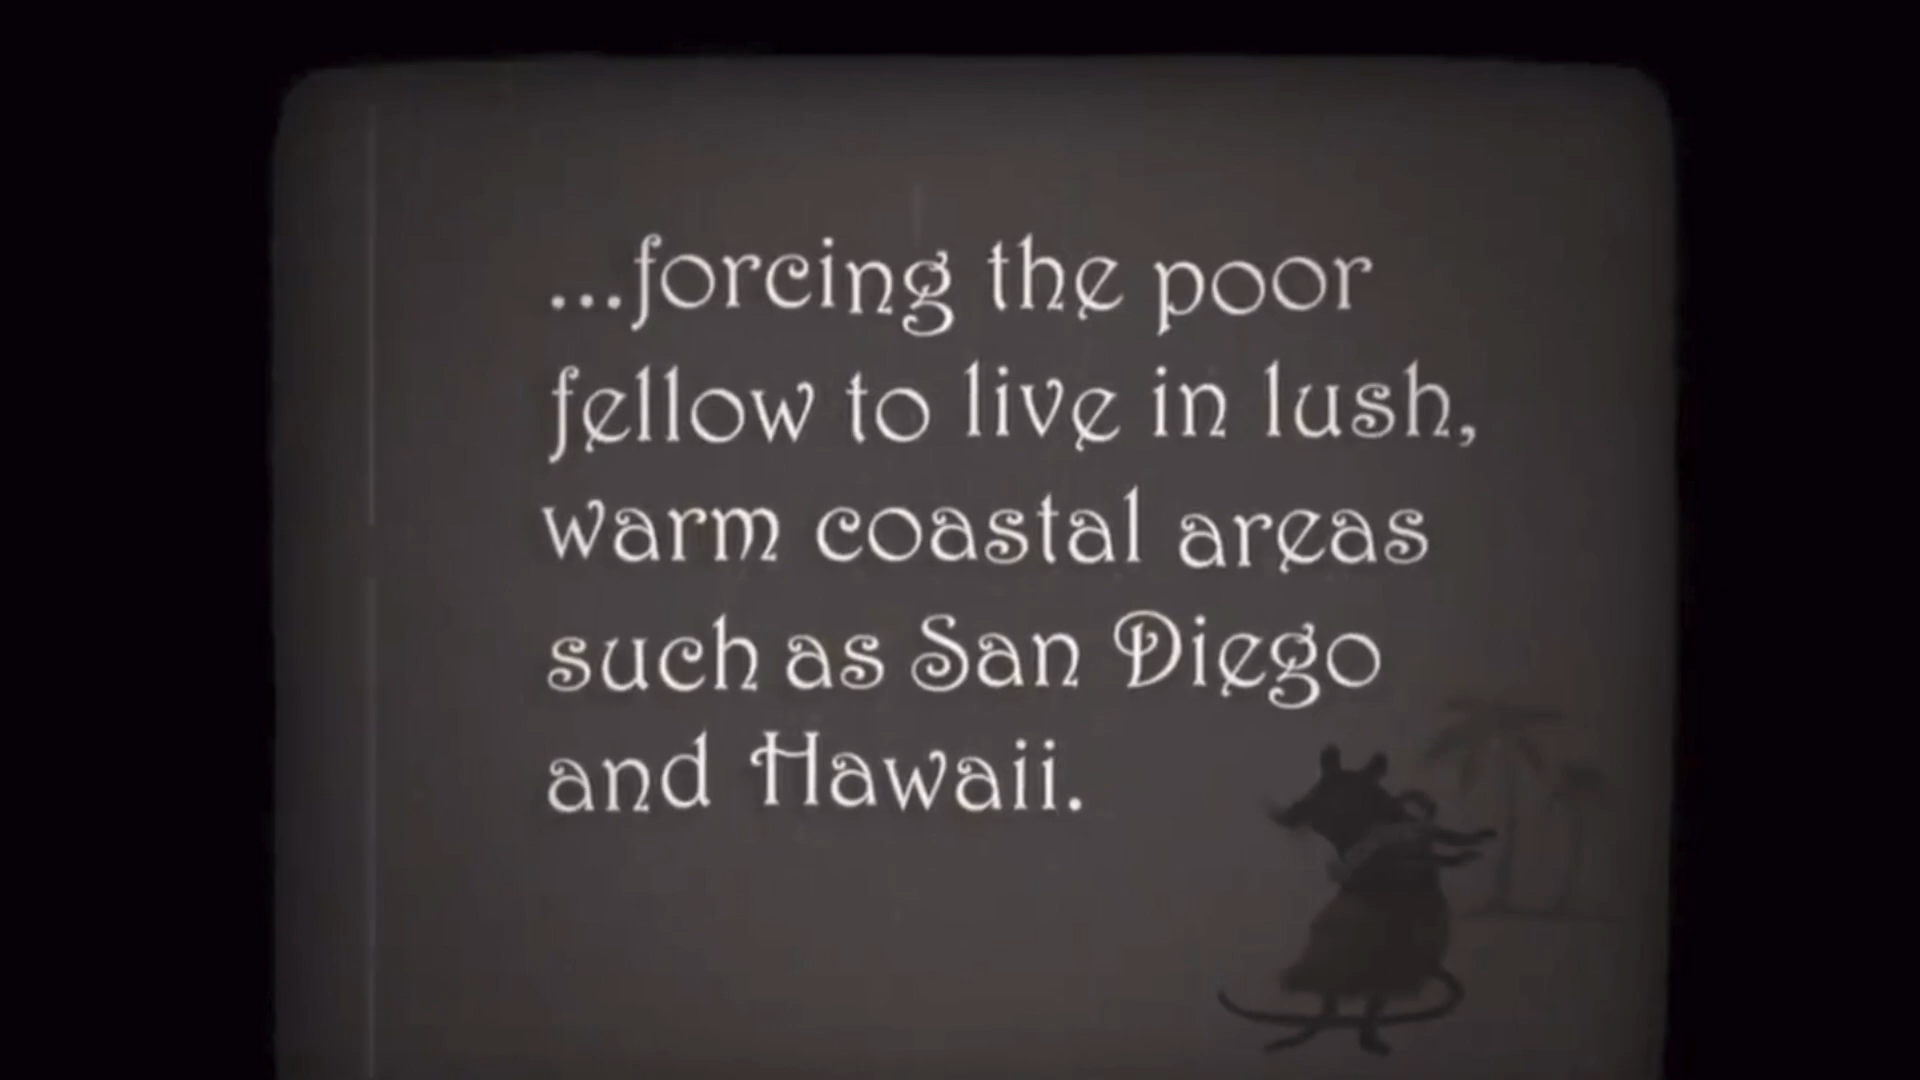 ...forcing the poor
fellow to live in lush,
warm coastal areas
such as San Diego
and Hawaii.